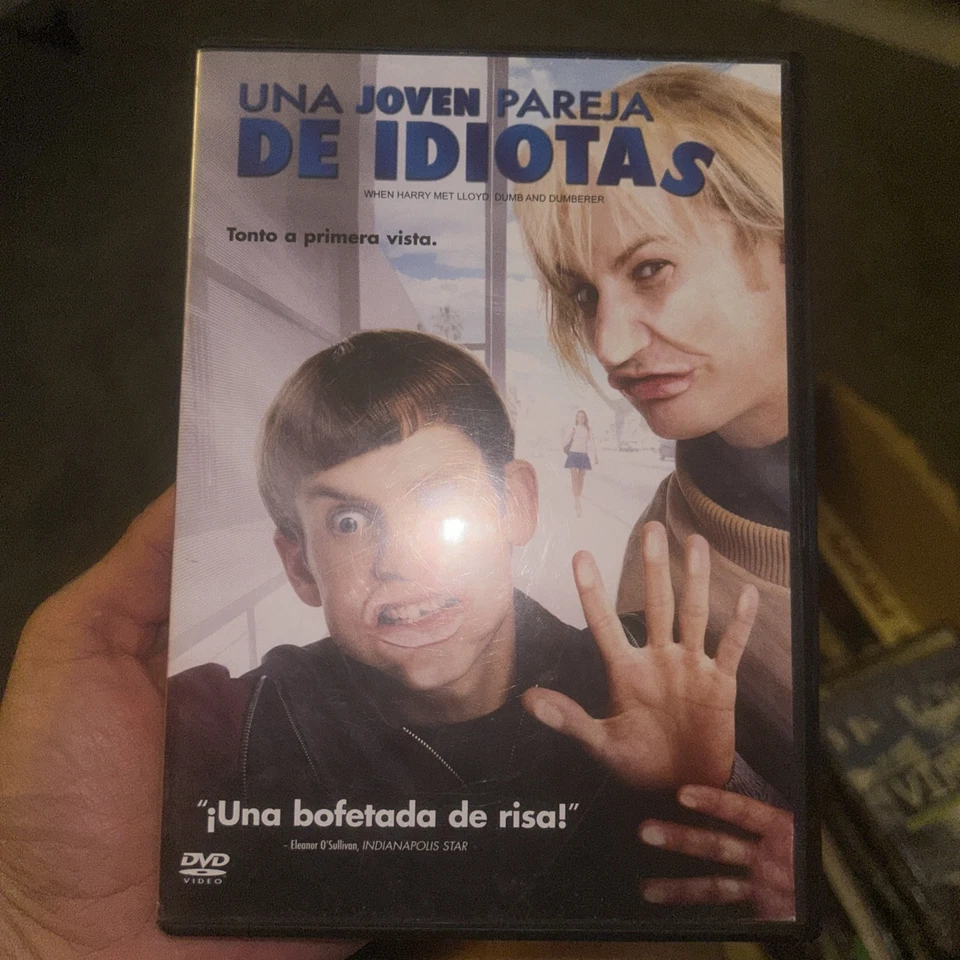 UNA JOVEN PAREJA
DE IDIOTAS
WHEN HARRY MET LLOYD: DUMB AND DUMBERER
Tonto a primera vista.
“¡Una bofetada de risa!”
- Eleanor O'Sullivan, INDIANAPOLIS STAR
DVD
VIDEO